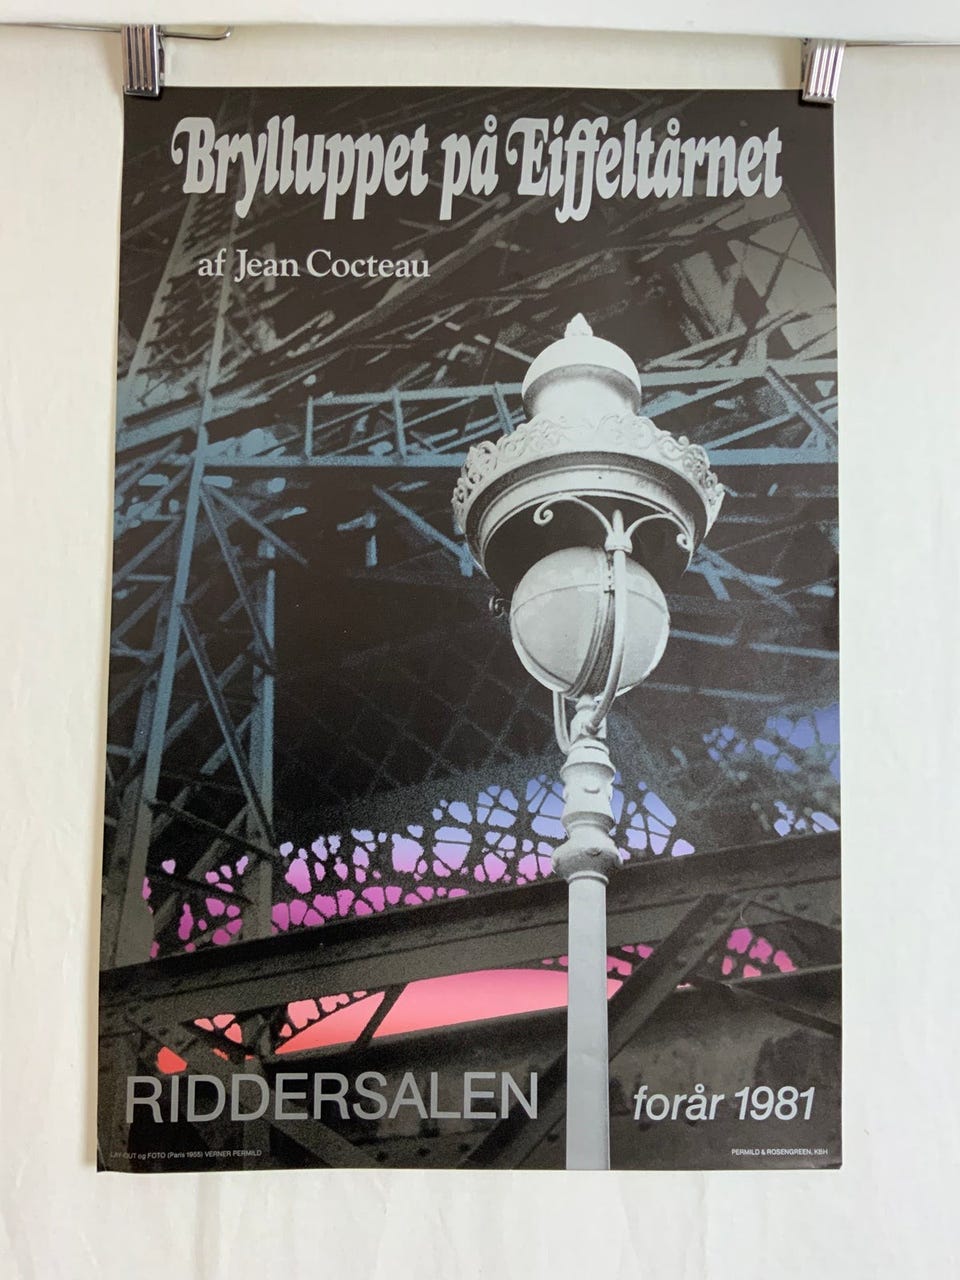 Brylluppet på Eiffeltårnet
af Jean Cocteau
RIDDERSALEN
forår 1981
LAY-OUT og FOTO (Paris 1955) VERNER PERMILD
PERMILD & ROSENGREEN, KBH